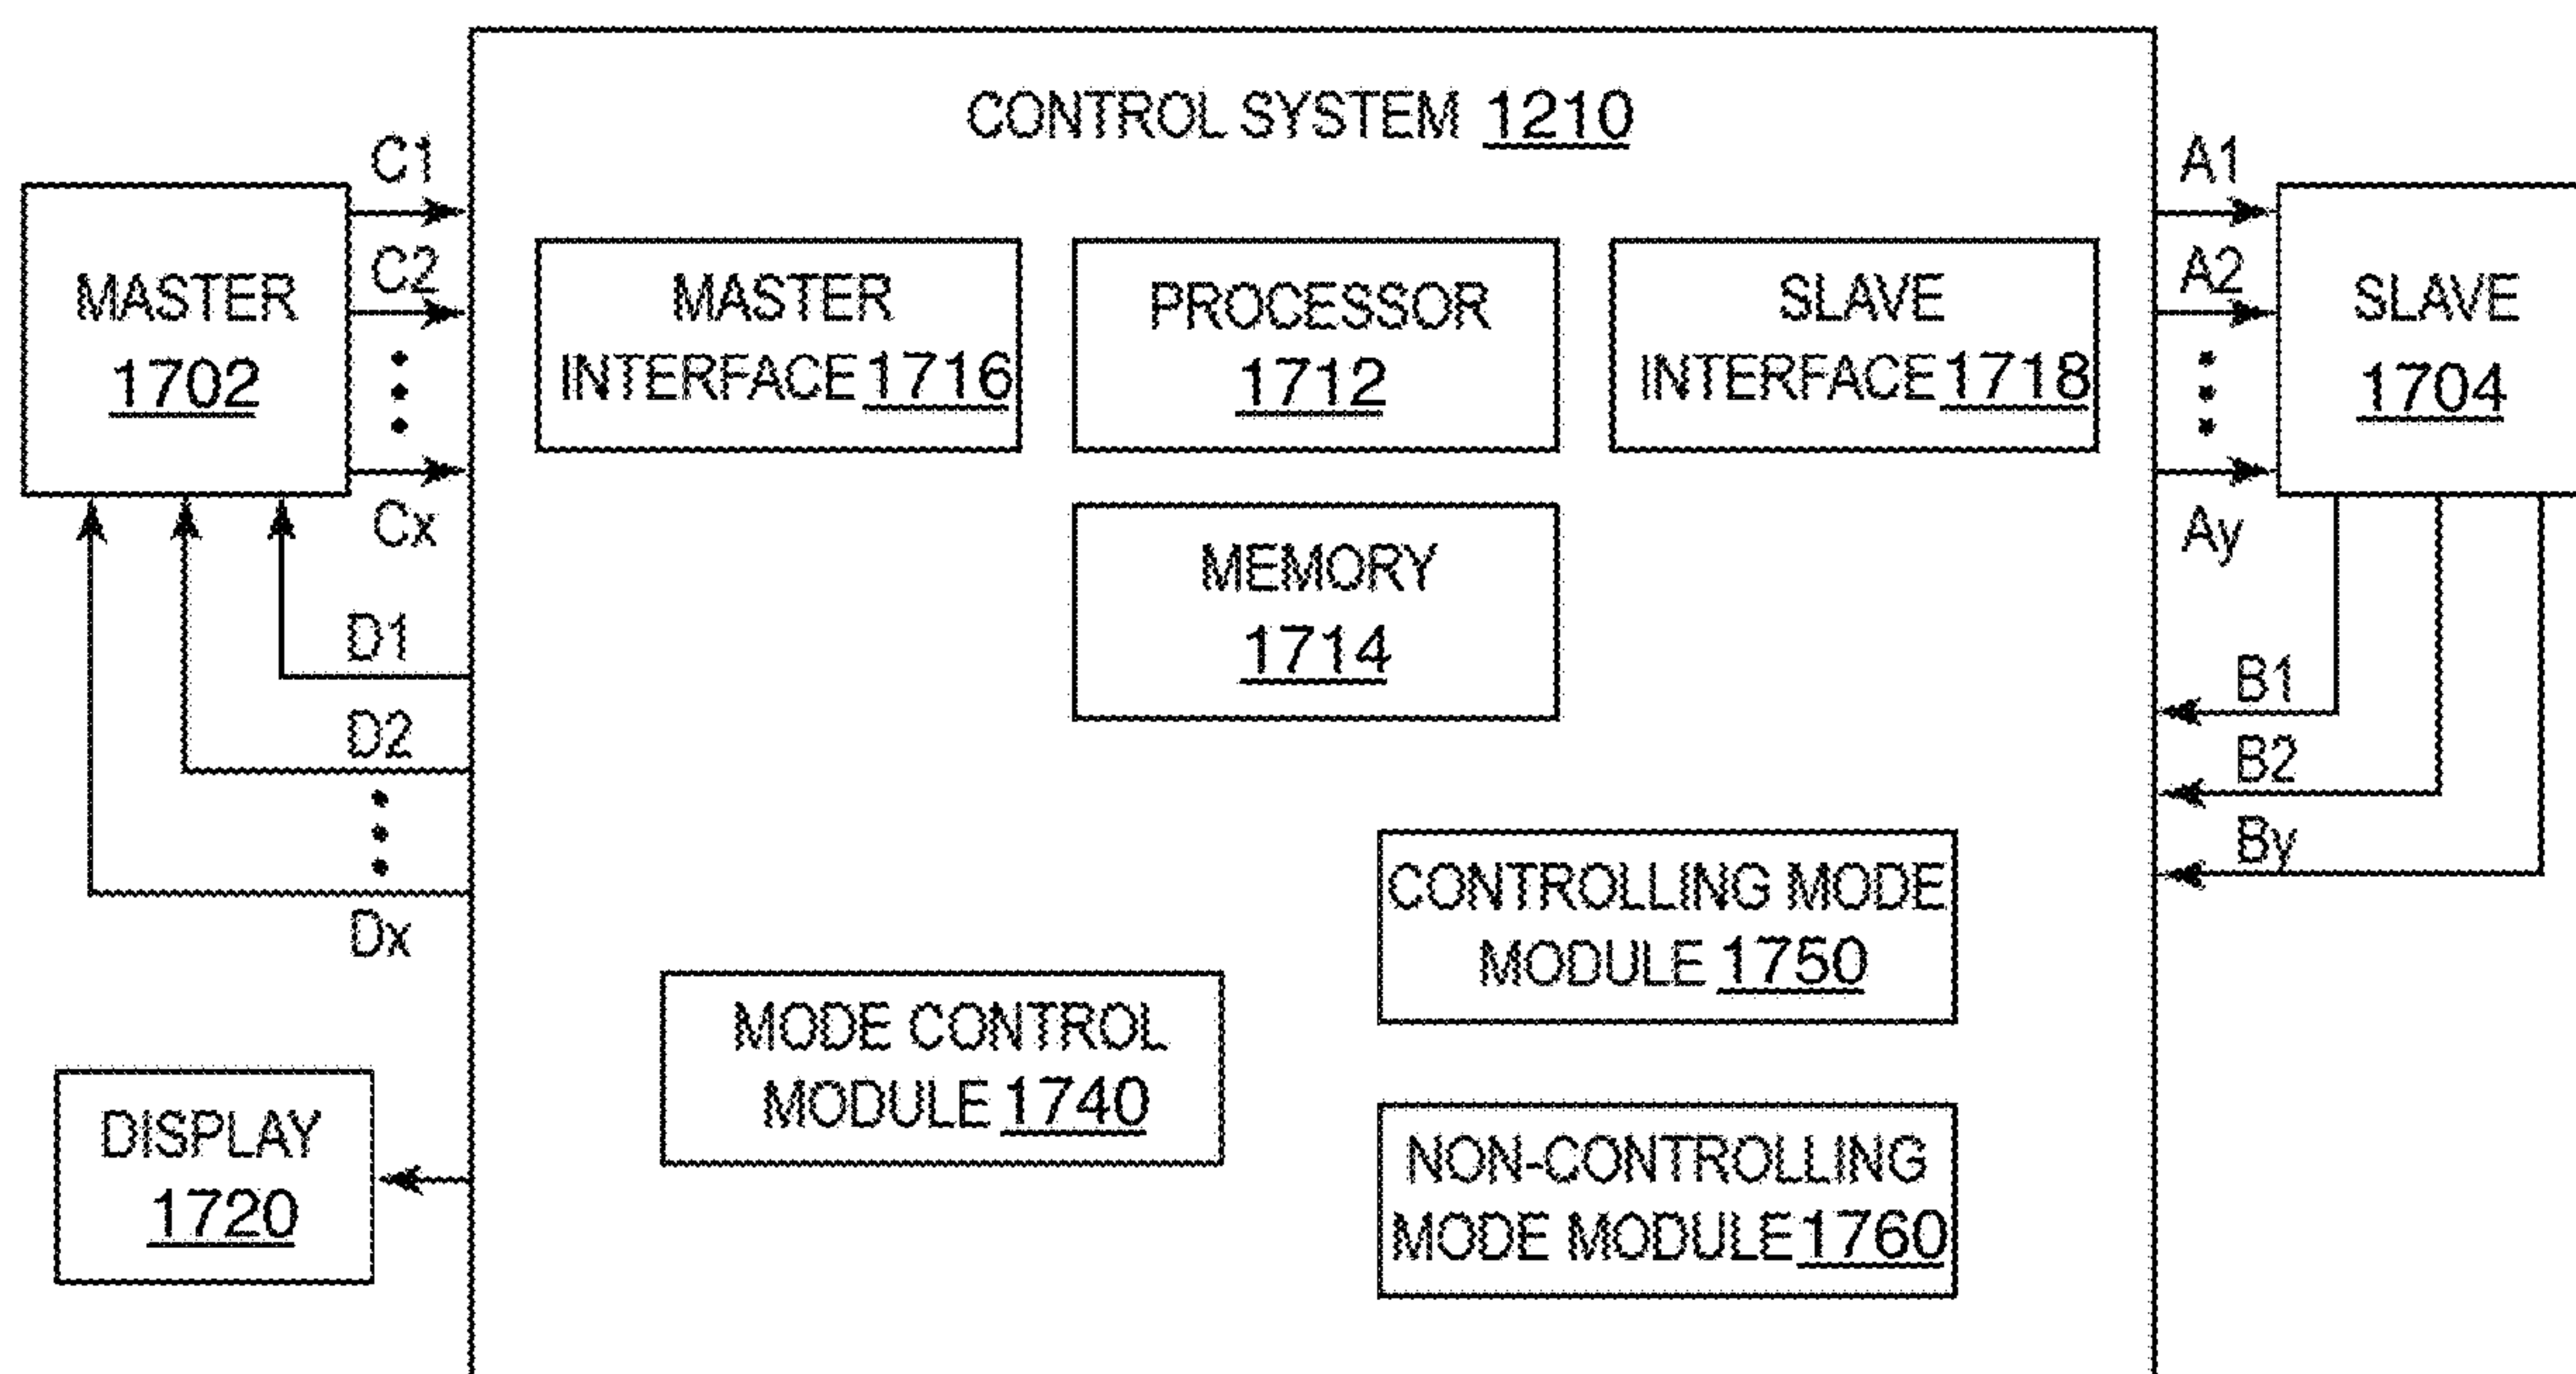 CONTROL SYSTEM 1210
MASTER
1702
C1
C2
Cx
D1
D2
Dx
MASTER
INTERFACE 1716
PROCESSOR
1712
SLAVE
INTERFACE 1718
MEMORY
1714
A1
A2
Ay
SLAVE
1704
B1
B2
By
CONTROLLING MODE
MODULE 1750
MODE CONTROL
MODULE 1740
NON-CONTROLLING
MODE MODULE 1760
DISPLAY
1720